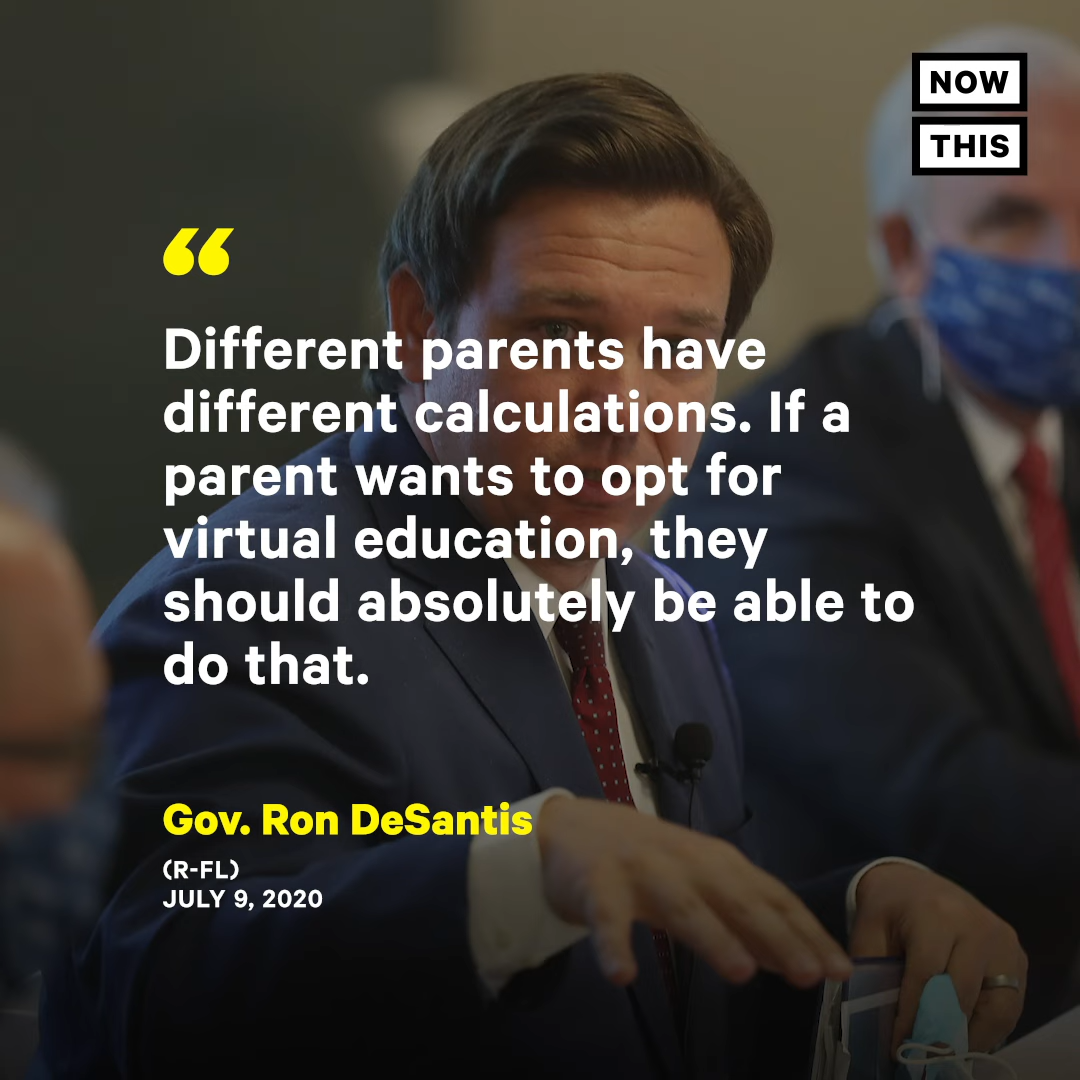 NOW
THIS
“
Different parents have
different calculations. If a
parent wants to opt for
virtual education, they
should absolutely be able to
do that.
Gov. Ron DeSantis
(R-FL)
JULY 9, 2020